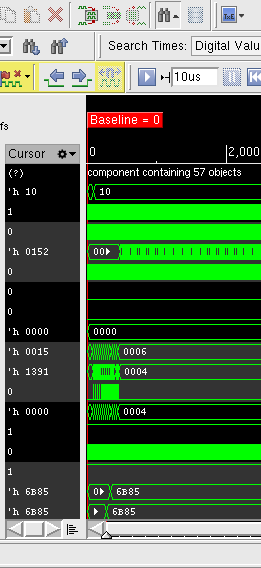 TxE
Search Times: Digital Valu
10us
Baseline = 0
fs
Cursor
0 2,000
(?) component containing 57 objects
'h 10 10
1
0
'h 0152 00
0
0
0
'h 0000 0000
'h 0015 0006
'h 1391 0004
0
'h 0000 0004
1
0
1
'h 6B85 0 6B85
'h 6B85 6B85